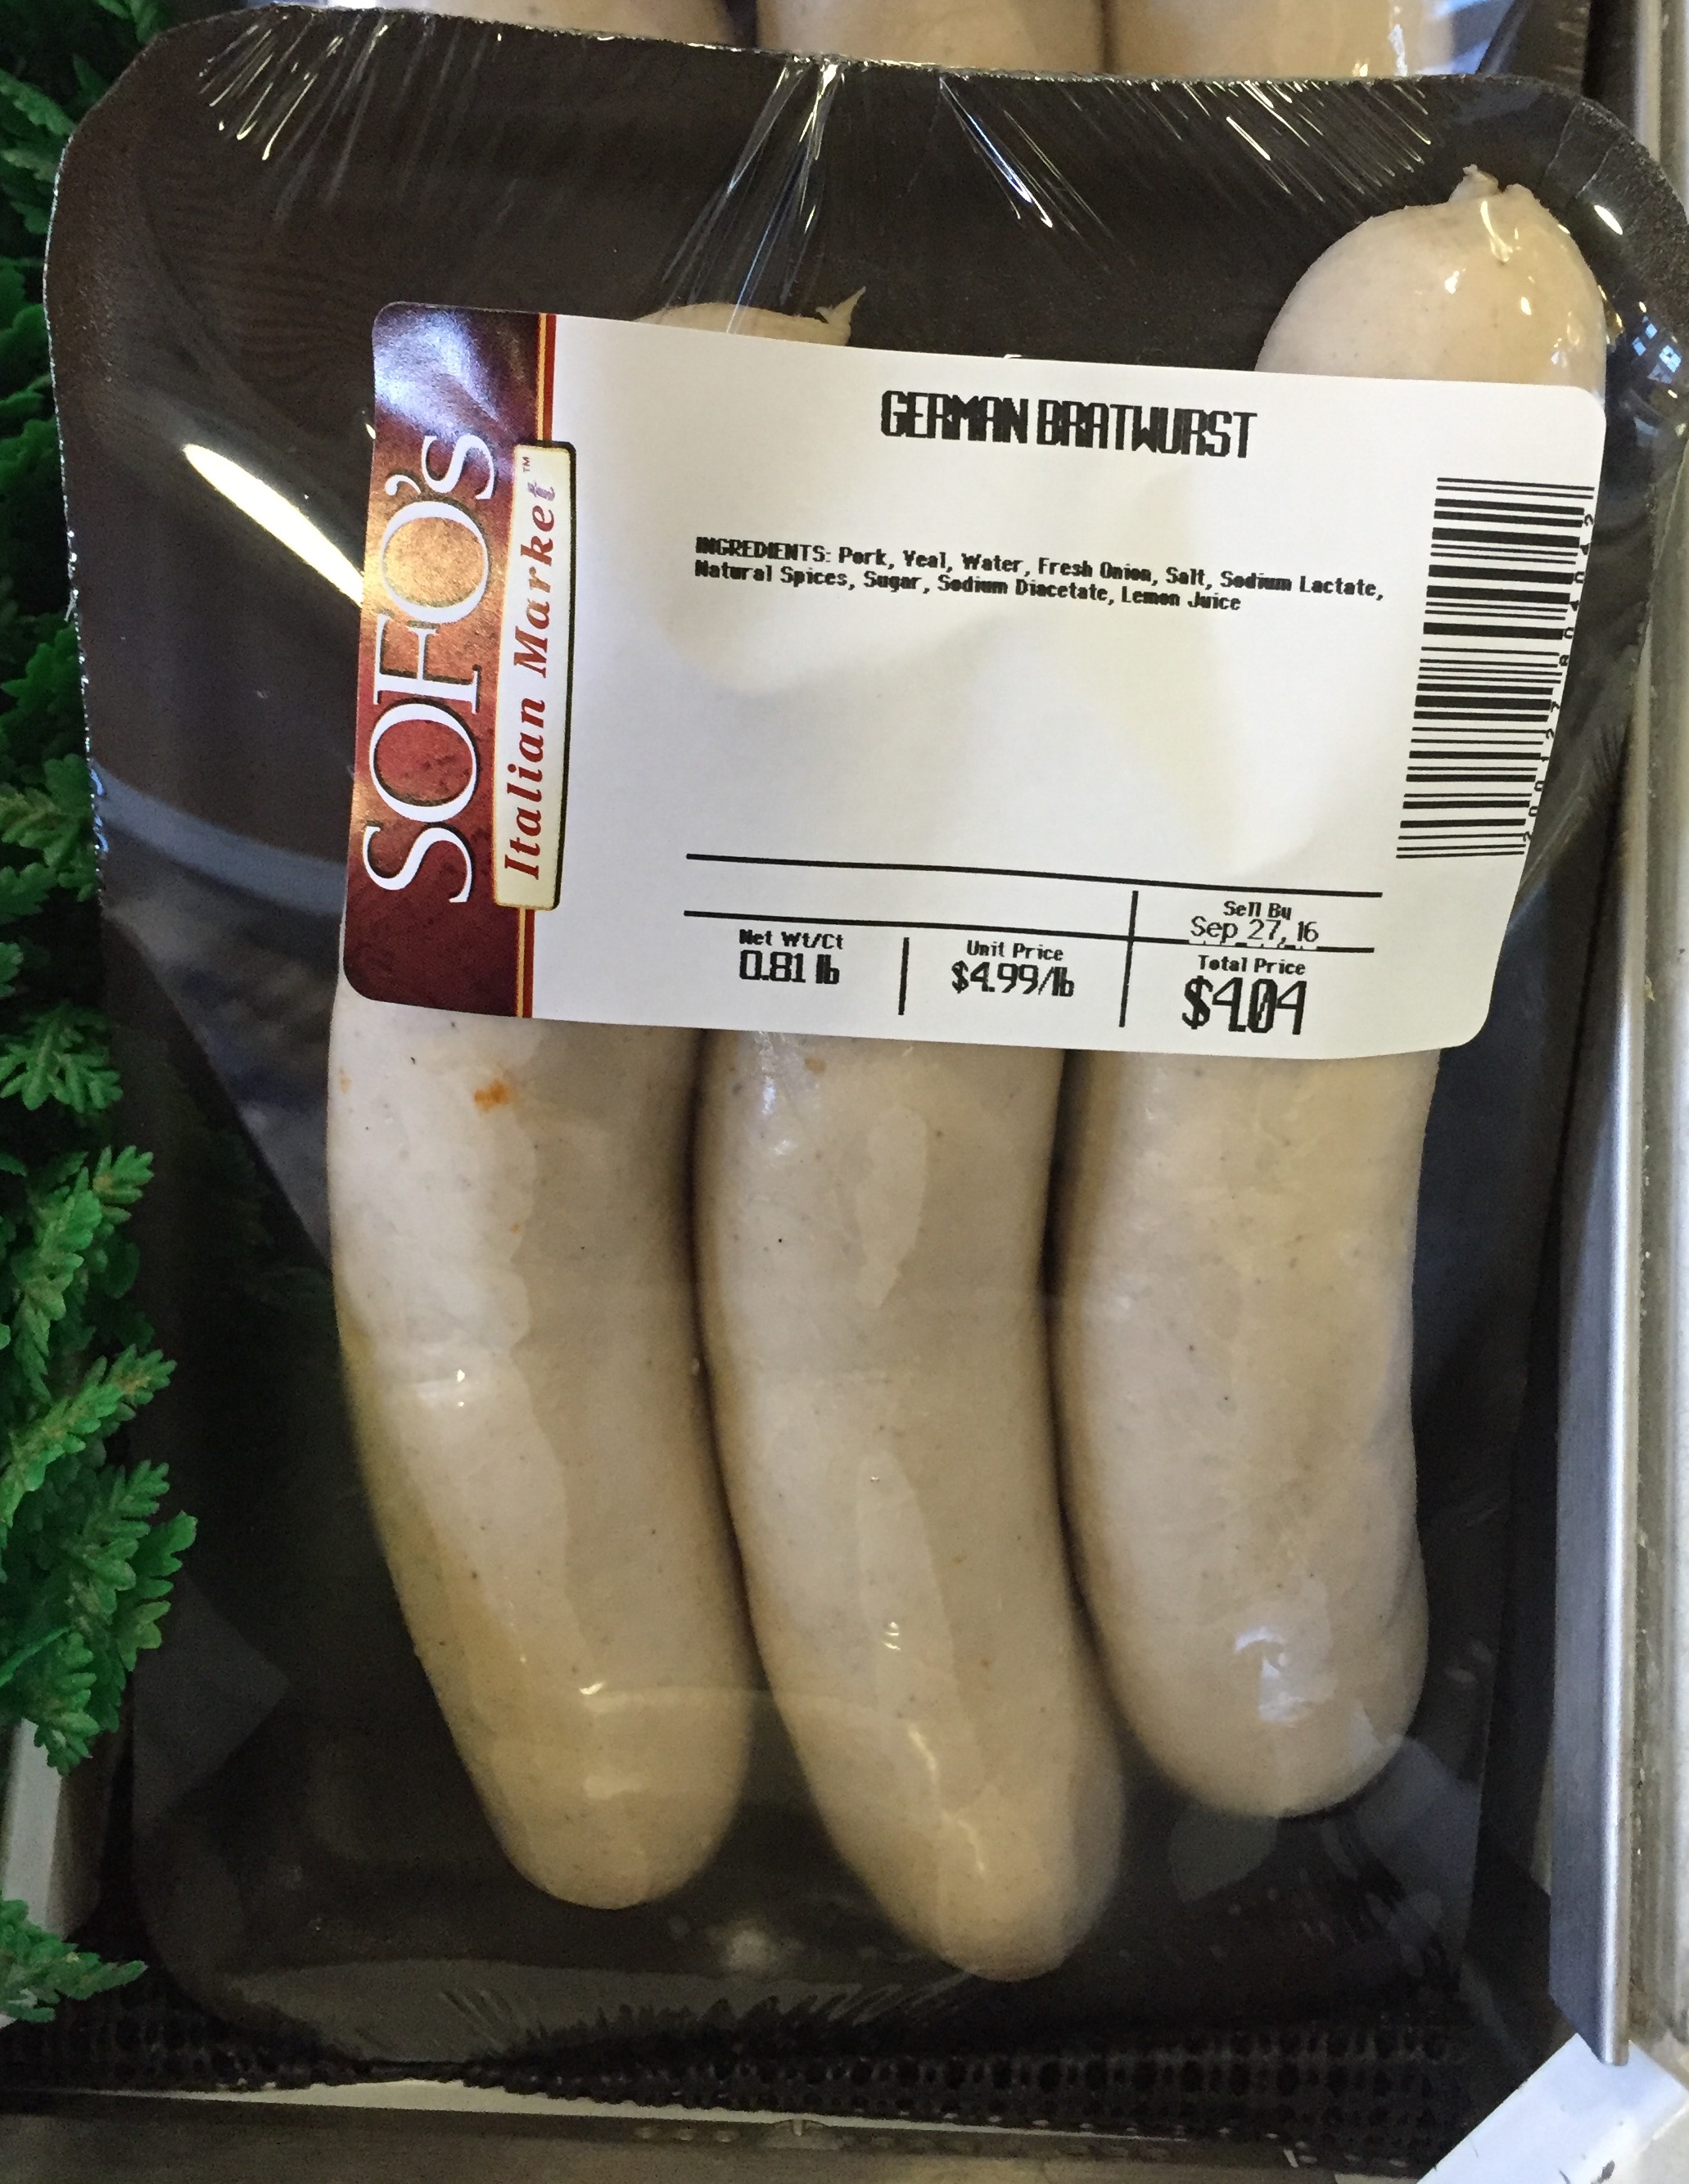 SOFO's
Italian Market™
GERMAN BRATWURST
INGREDIENTS: Pork, Veal, Water, Fresh Onion, Salt, Sodium Lactate,
Natural Spices, Sugar, Sodium Diacetate, Lemon Juice
Sell By
Sep 27, 16
Net Wt/Ct
0.81 lb
Unit Price
$4.99/lb
Total Price
$4.04